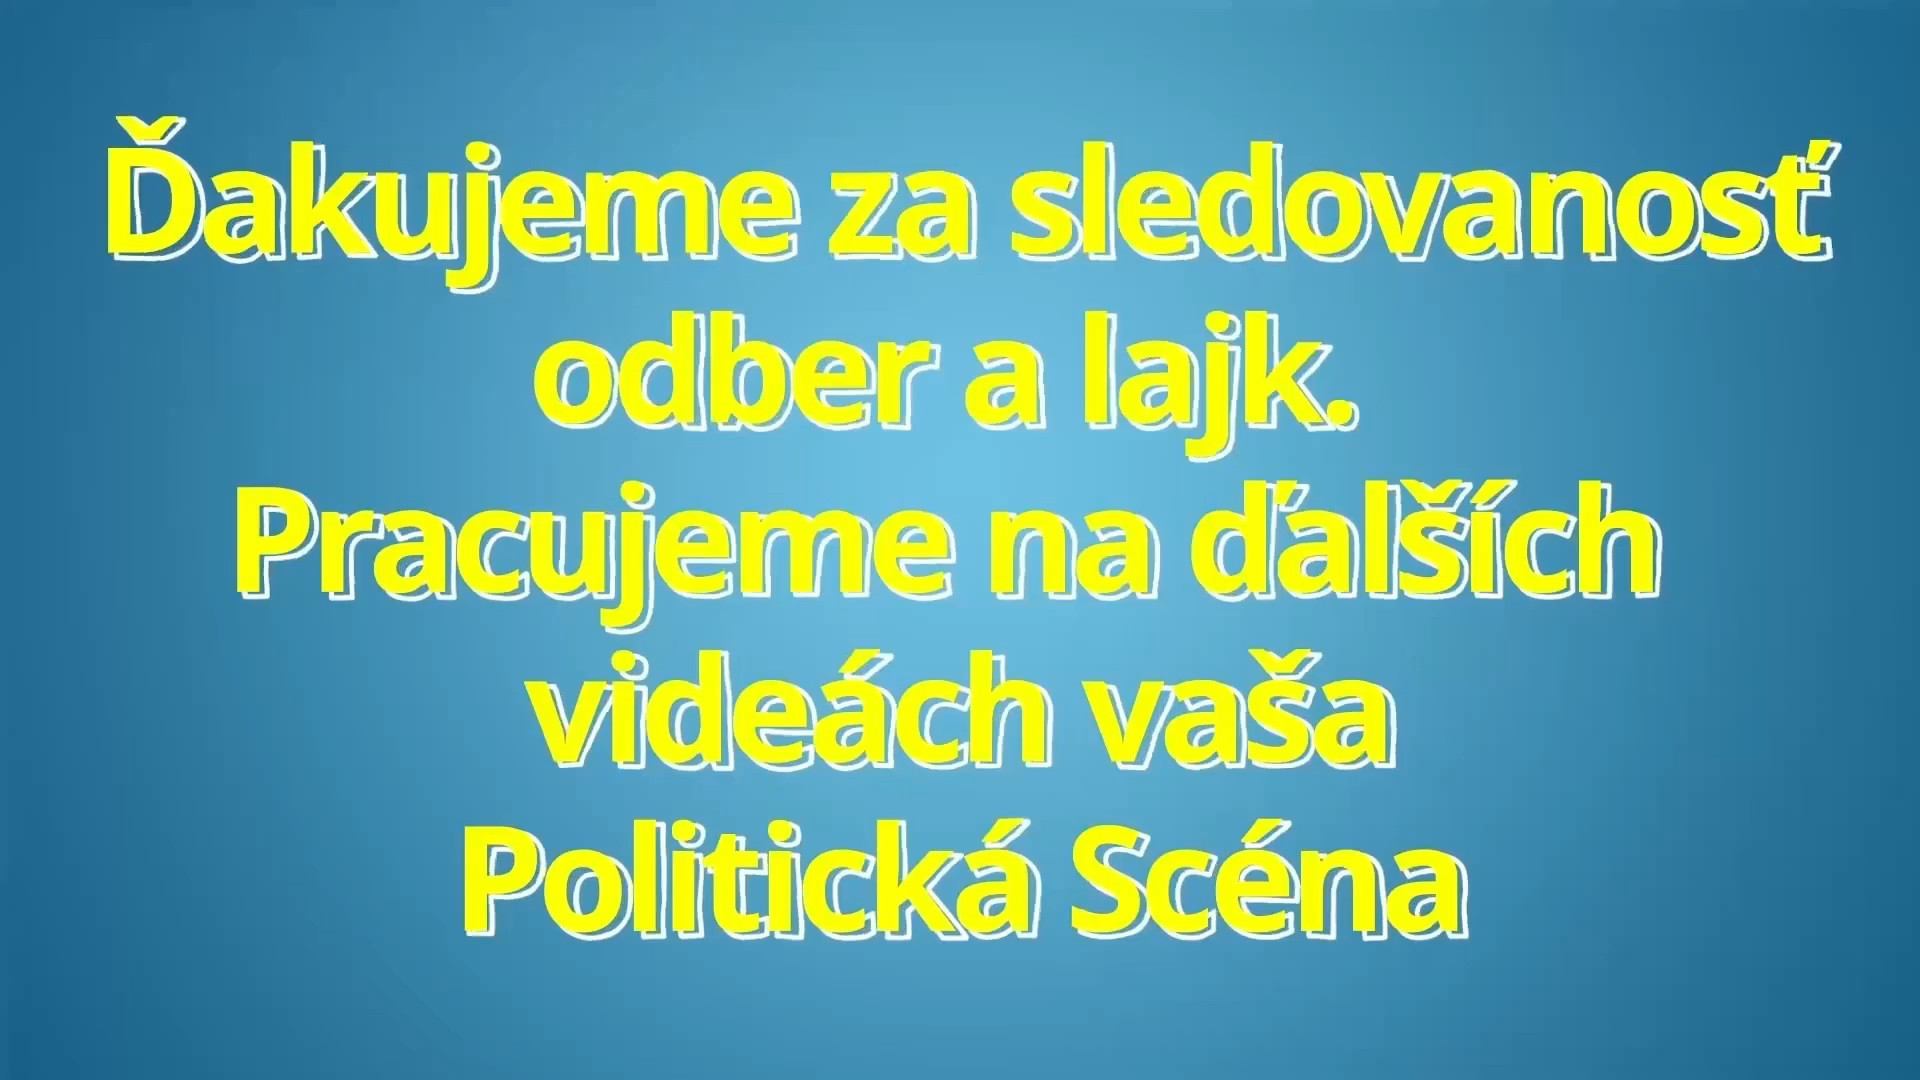 Ďakujeme za sledovanosť
odber a lajk.
Pracujeme na ďalších
videách vaša
Politická Scéna